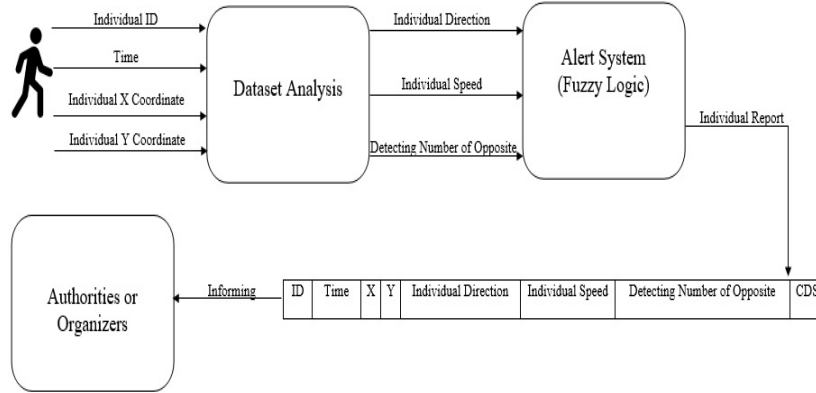 Individual ID
Time
Individual X Coordinate
Individual Y Coordinate
Dataset Analysis
Individual Direction
Individual Speed
Detecting Number of Opposite
Alert System
(Fuzzy Logic)
Individual Report
Authorities or
Organizers
Informing
ID Time X Y Individual Direction Individual Speed Detecting Number of Opposite CDS